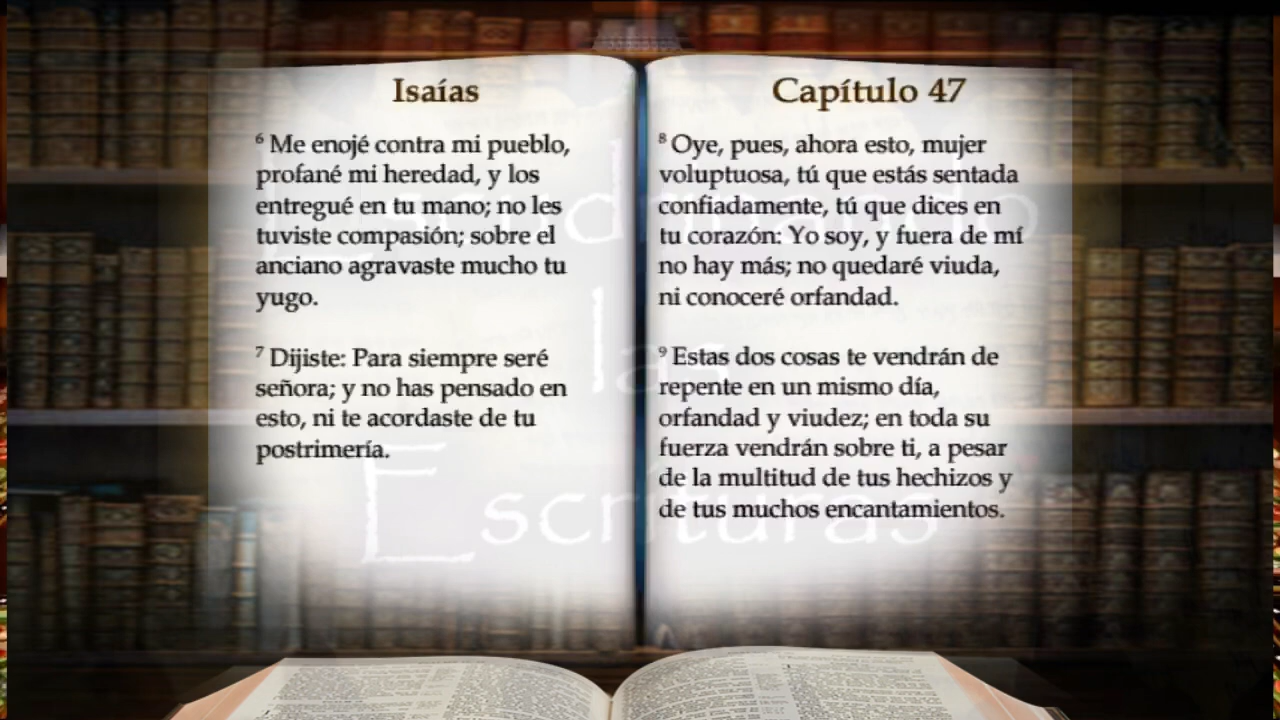 Isaías
6 Me enojé contra mi pueblo,
profané mi heredad, y los
entregué en tu mano; no les
tuviste compasión; sobre el
anciano agravaste mucho tu
yugo.
7 Dijiste: Para siempre seré
señora; y no has pensado en
esto, ni te acordaste de tu
postrimería.
Capítulo 47
8 Oye, pues, ahora esto, mujer
voluptuosa, tú que estás sentada
confiadamente, tú que dices en
tu corazón: Yo soy, y fuera de mí
no hay más; no quedaré viuda,
ni conoceré orfandad.
9 Estas dos cosas te vendrán de
repente en un mismo día,
orfandad y viudez; en toda su
fuerza vendrán sobre ti, a pesar
de la multitud de tus hechizos y
de tus muchos encantamientos.
las
Escrituras